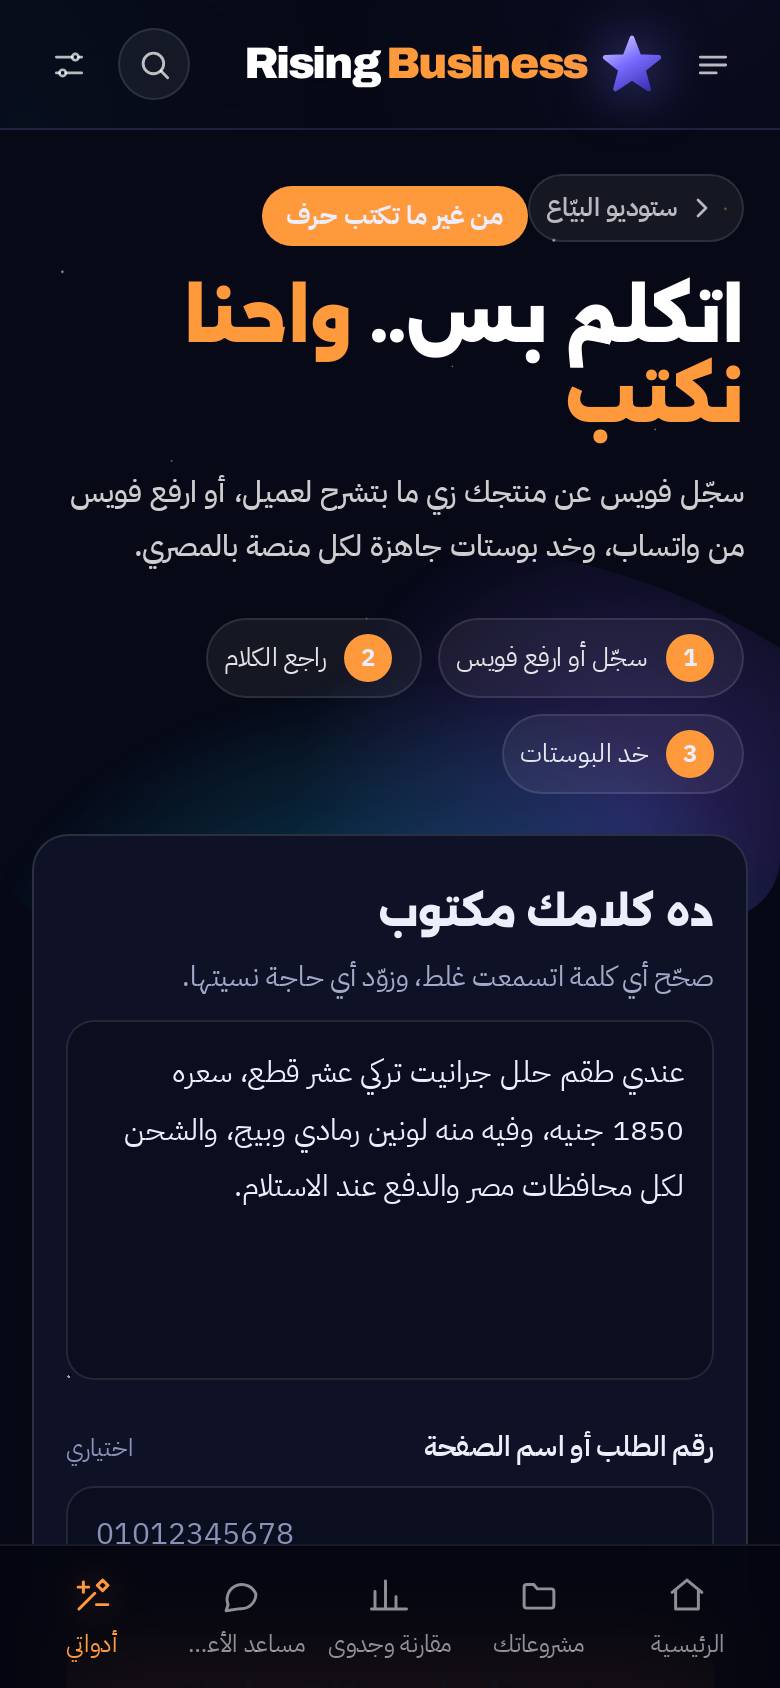 Rising Business
ستوديو البيّاع
من غير ما تكتب حرف
اتكلم بس.. واحنا
نكتب
سجّل فويس عن منتجك زي ما بتشرح لعميل، أو ارفع فويس
من واتساب، وخد بوستات جاهزة لكل منصة بالمصري.
1 سجّل أو ارفع فويس
2 راجع الكلام
3 خد البوستات
ده كلامك مكتوب
صحّح أي كلمة اتسمعت غلط، وزوّد أي حاجة نسيتها.
عندي طقم حلل جرانيت تركي عشر قطع، سعره
1850 جنيه، وفيه منه لونين رمادي وبيج، والشحن
لكل محافظات مصر والدفع عند الاستلام.
رقم الطلب أو اسم الصفحة
اختياري
01012345678
الرئيسية
مشروعاتك
مقارنة وجدوى
مساعد الأع...
أدواتي